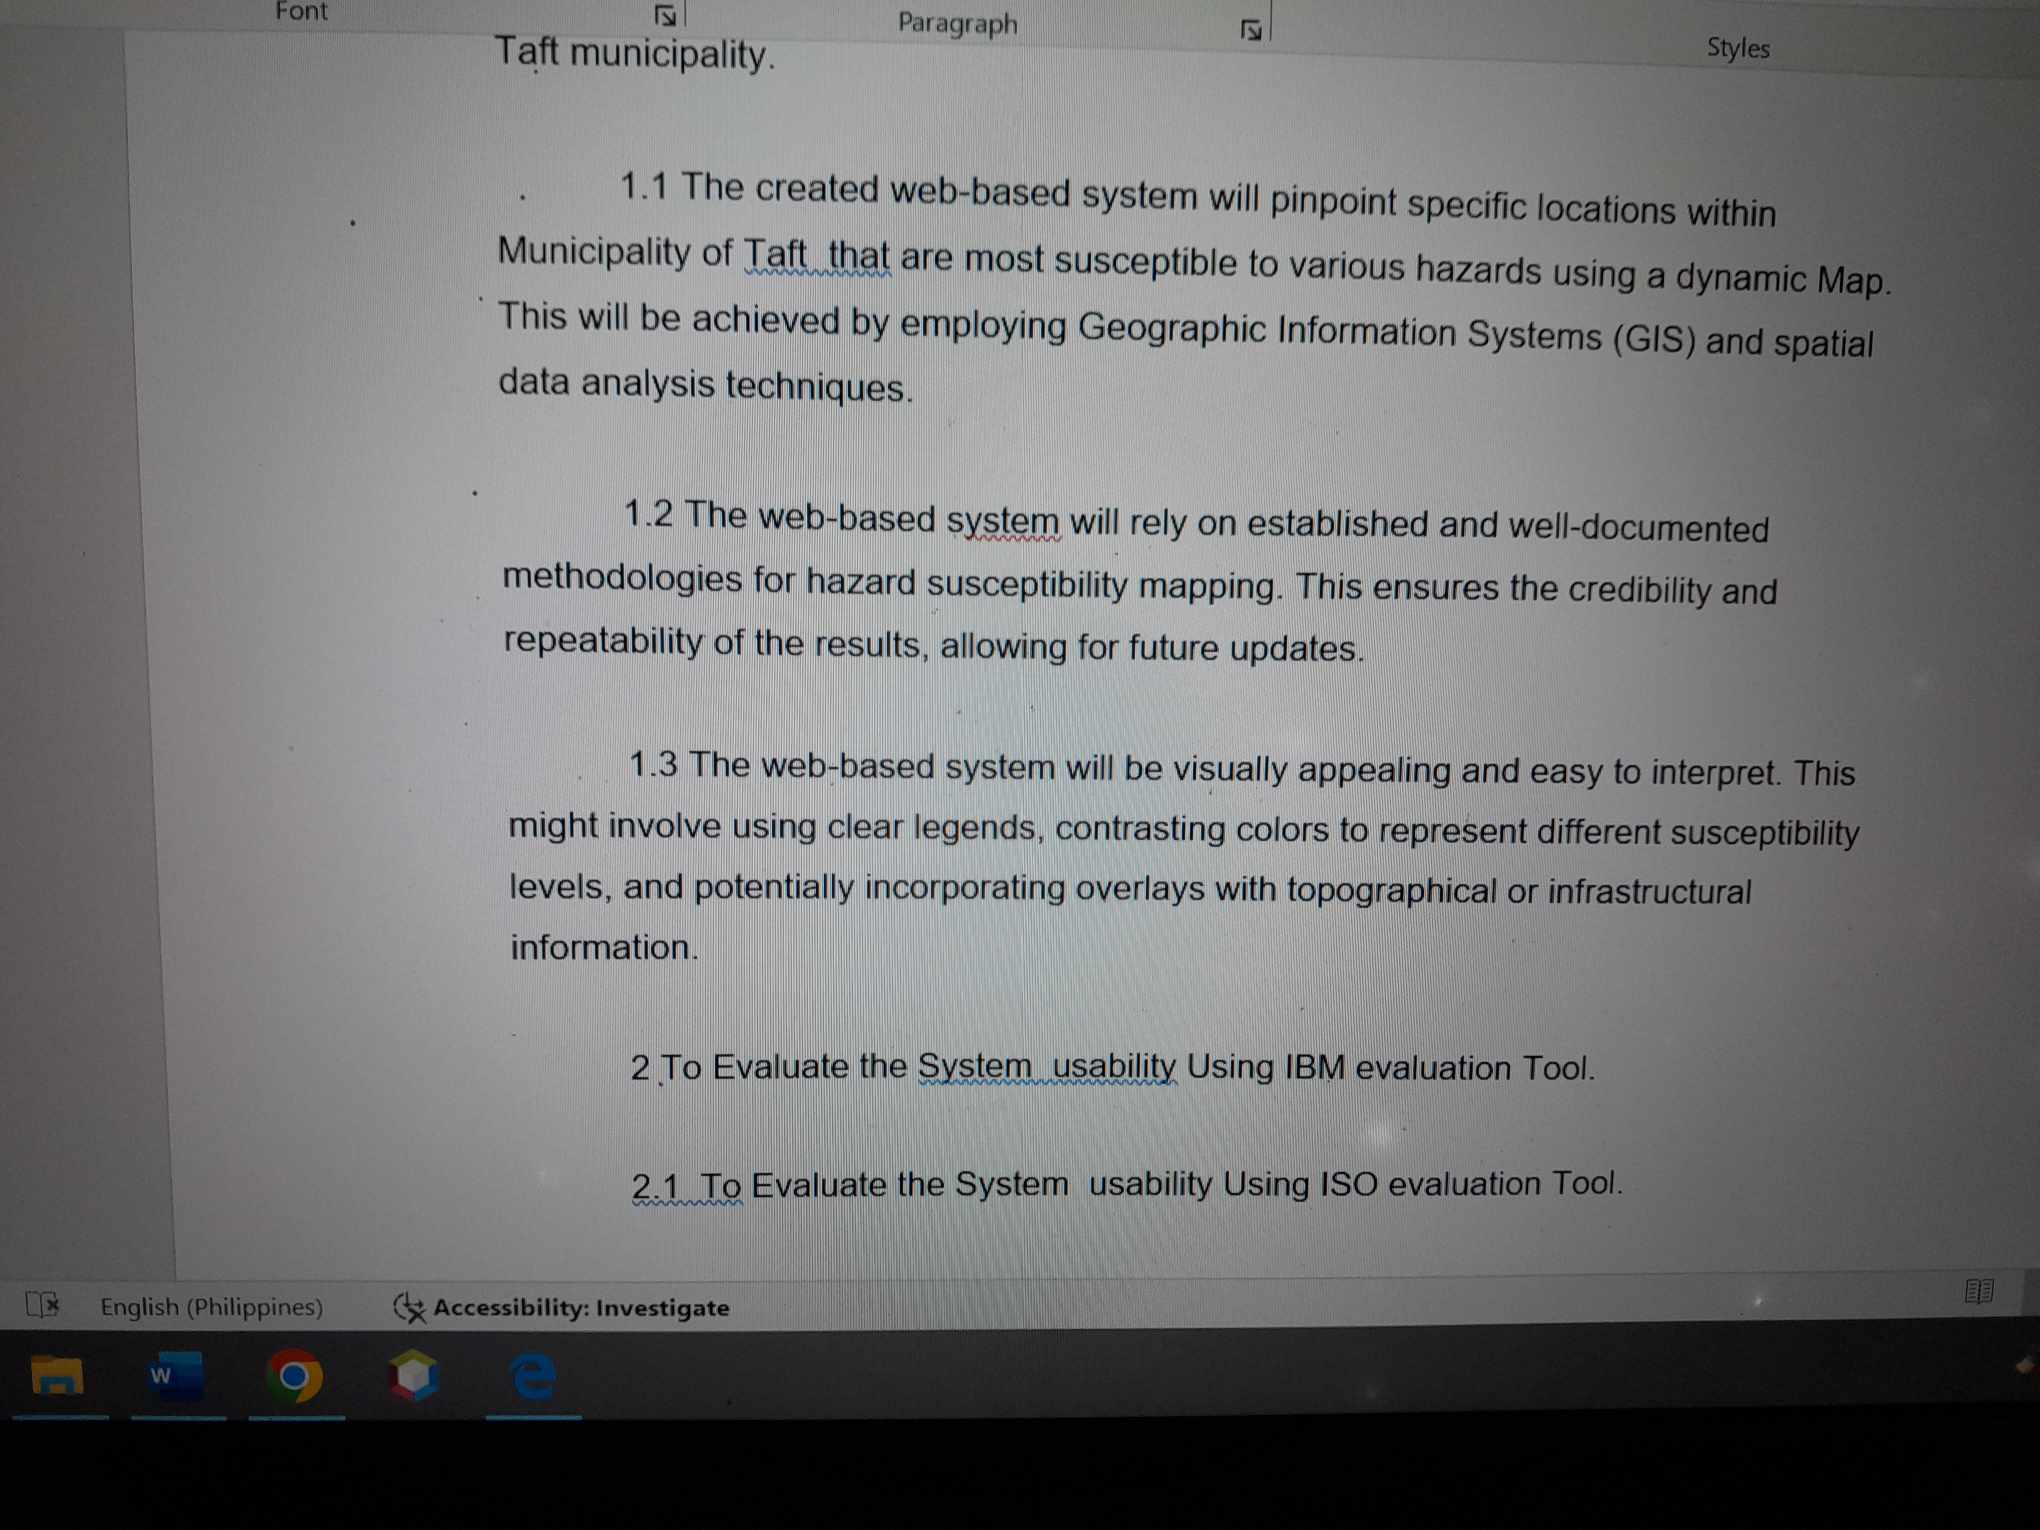 Font
Paragraph
Styles
Taft municipality.
1.1 The created web-based system will pinpoint specific locations within
Municipality of Taft  that are most susceptible to various hazards using a dynamic Map.
This will be achieved by employing Geographic Information Systems (GIS) and spatial
data analysis techniques.
1.2 The web-based system will rely on established and well-documented
methodologies for hazard susceptibility mapping. This ensures the credibility and
repeatability of the results, allowing for future updates.
1.3 The web-based system will be visually appealing and easy to interpret. This
might involve using clear legends, contrasting colors to represent different susceptibility
levels, and potentially incorporating overlays with topographical or infrastructural
information.
2 To Evaluate the System  usability Using IBM evaluation Tool.
2.1  To Evaluate the System  usability Using ISO evaluation Tool.
English (Philippines)
Accessibility: Investigate
W